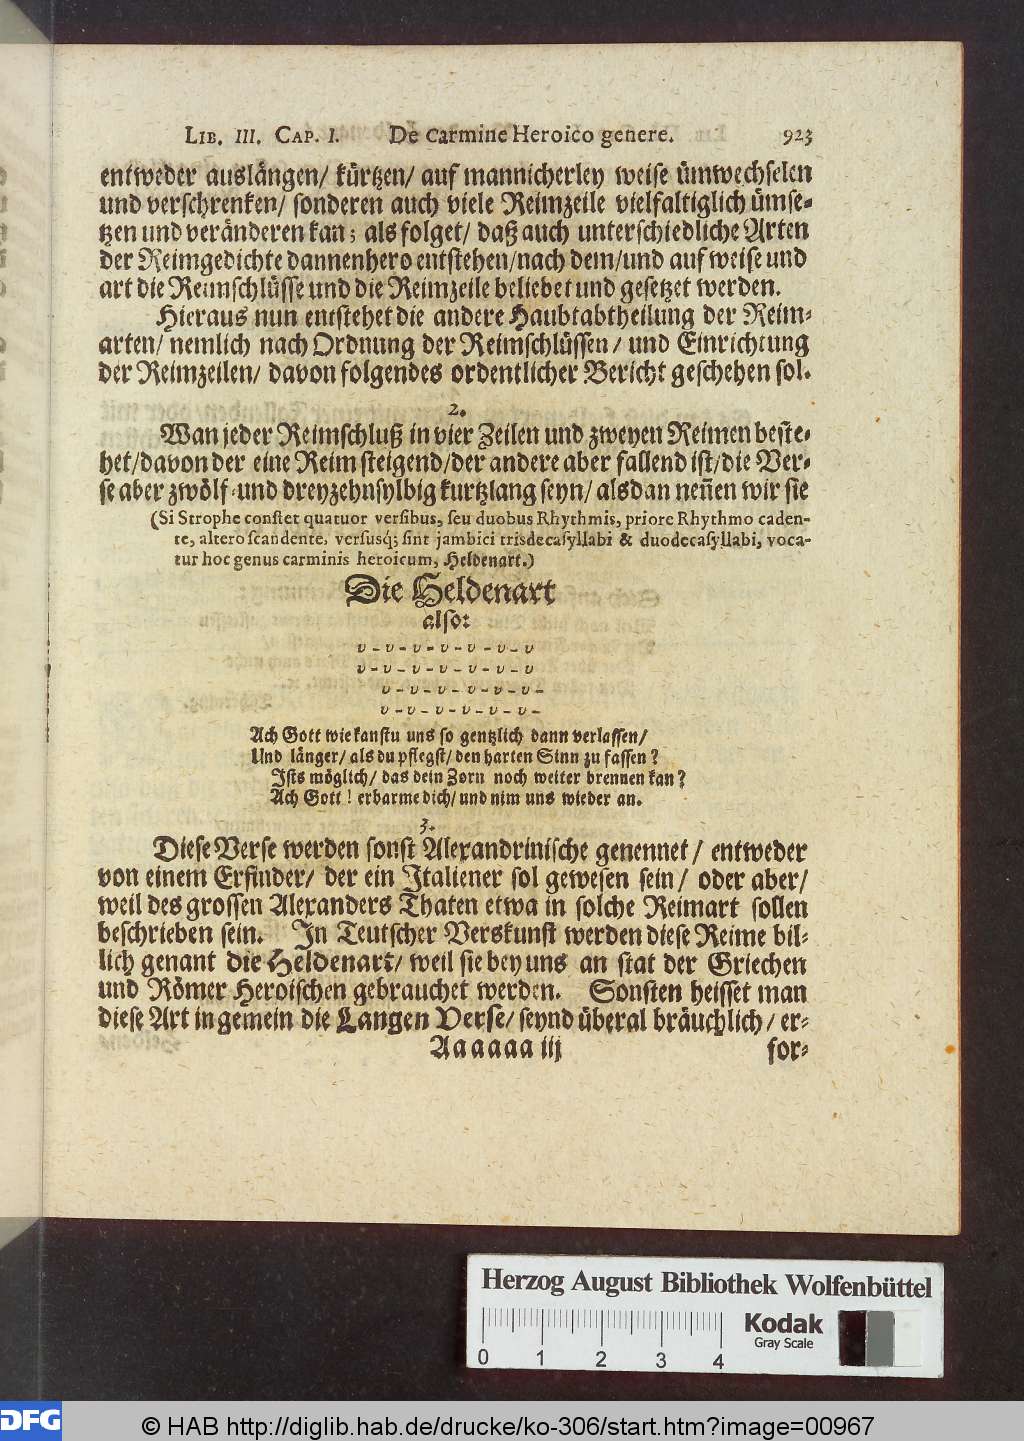 LIB. III. CAP. I. De Carmine Heroico genere. 923
entweder auslängen/ kürtzen/ auf mannicherley weise ümwechselen
und verschrenken/ sonderen auch viele Reimzeile vielfaltiglich ümse-
tzen und veränderen kan; als folget/ daß auch unterschiedliche Arten
der Reimgedichte dannenhero entstehen/nach dem/und auf weise und
art die Reimschlüsse und die Reimzeile beliebet und gesetzet werden.
Hieraus nun entstehet die andere Haubtabtheilung der Reim-
arten/ nemlich nach Ordnung der Reimschlüssen/ und Einrichtung
der Reimzeilen/ davon folgendes ordentlicher Bericht geschehen sol.
2.
Wan jeder Reimschluß in vier Zeilen und zweyen Reimen beste-
het/davon der eine Reim steigend/der andere aber fallend ist/die Ver-
se aber zwölf-und dreyzehnsylbig kurtzlang seyn/ alsdan neñen wir sie
(Si Strophe constet quatuor versibus, seu duobus Rhythmis, priore Rhythmo caden-
te, altero scandente, versusq́; sint jambici trisdecasyllabi & duodecasyllabi, voca-
tur hoc genus carminis heroicum, Heldenart.)
Die Heldenart
also:
υ - υ - υ - υ - υ - υ - υ
υ - υ - υ - υ - υ - υ - υ
υ - υ - υ - υ - υ - υ -
υ - υ - υ - υ - υ - υ -
Ach Gott wie kanstu uns so gentzlich dann verlassen/
Und länger/ als du pflegst/ den harten Sinn zu fassen?
Ists möglich/ das dein Zorn noch weiter brennen kan?
Ach Gott! erbarme dich/ und nim uns wieder an.
3.
Diese Verse werden sonst Alexandrinische genennet/ entweder
von einem Erfinder/ der ein Italiener sol gewesen sein/ oder aber/
weil des grossen Alexanders Thaten etwa in solche Reimart sollen
beschrieben sein. In Teutscher Verskunst werden diese Reime bil-
lich genant die Heldenart/ weil sie bey uns an stat der Griechen
und Römer Heroischen gebrauchet werden. Sonsten heisset man
diese Art in gemein die Langen Verse/ seynd überal bräuchlich/ er-
Aaaaaa iij for-
Herzog August Bibliothek Wolfenbüttel
Kodak
Gray Scale
0 1 2 3 4
DFG © HAB http://diglib.hab.de/drucke/ko-306/start.htm?image=00967